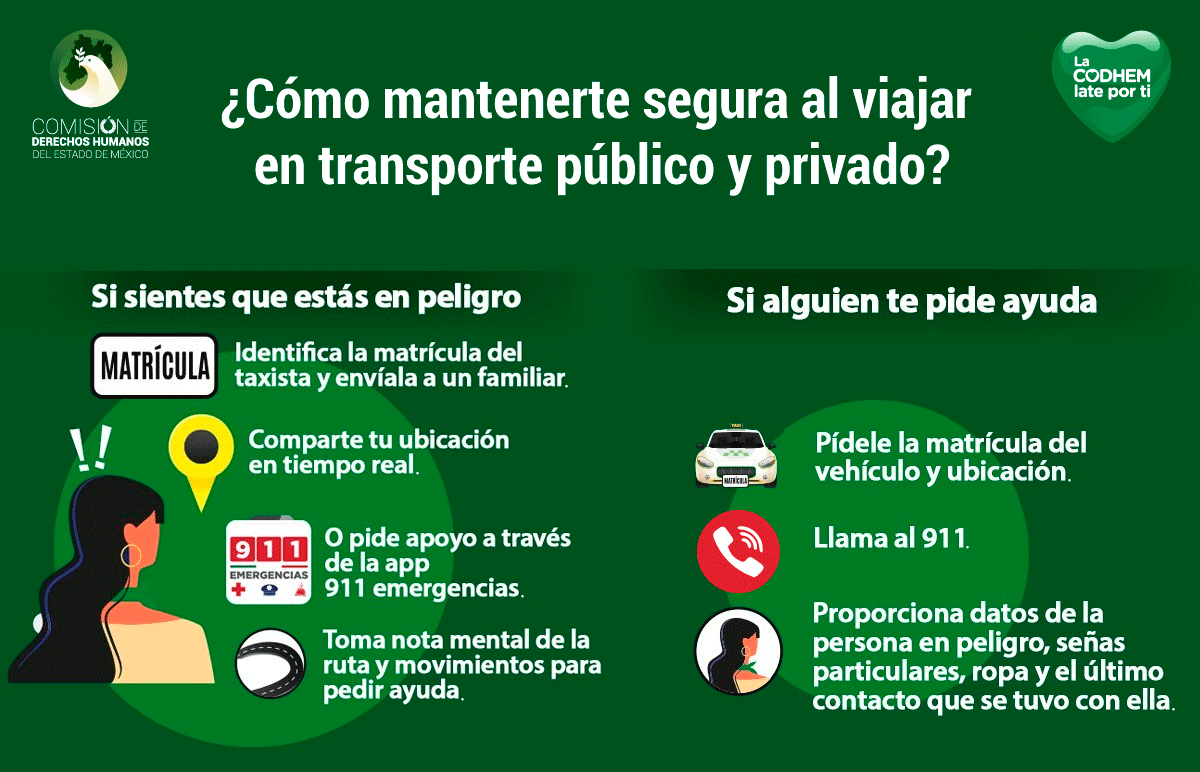 COMISIÓN DE
DERECHOS HUMANOS
DEL ESTADO DE MÉXICO
¿Cómo mantenerte segura al viajar
en transporte público y privado?
La
CODHEM
late por ti
Si sientes que estás en peligro
MATRÍCULA
Identifica la matrícula del
taxista y envíala a un familiar.
!!
Comparte tu ubicación
en tiempo real.
911
EMERGENCIAS
O pide apoyo a través
de la app
911 emergencias.
Toma nota mental de la
ruta y movimientos para
pedir ayuda.
Si alguien te pide ayuda
TAXI
MATRÍCULA
Pídele la matrícula del
vehículo y ubicación.
Llama al 911.
Proporciona datos de la
persona en peligro, señas
particulares, ropa y el último
contacto que se tuvo con ella.